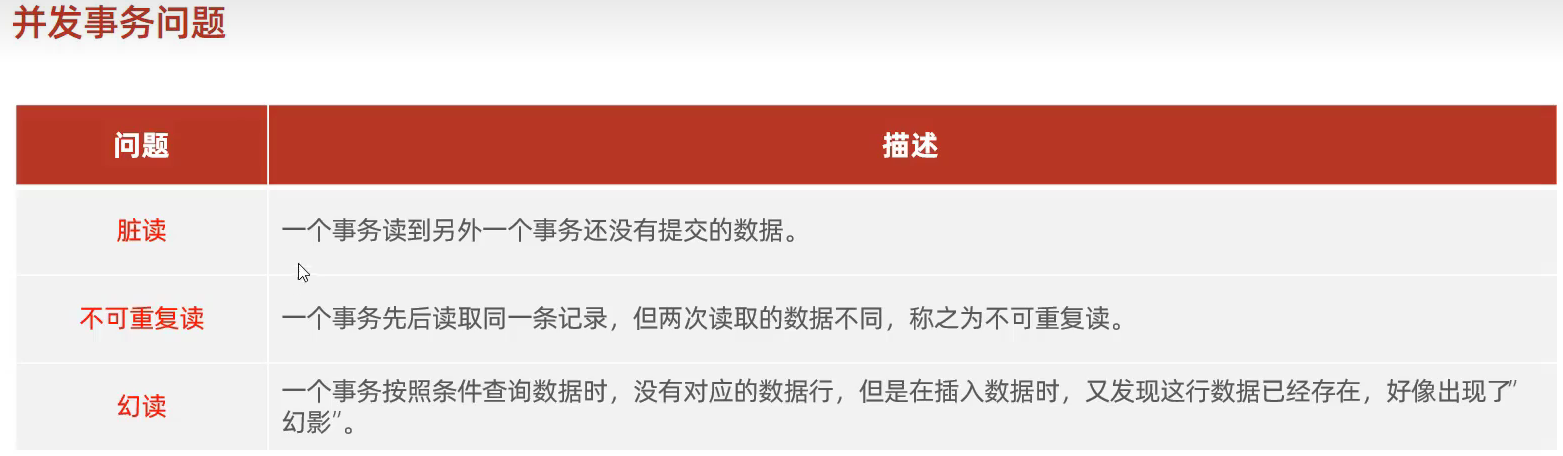 并发事务问题
问题 描述
脏读 一个事务读到另外一个事务还没有提交的数据。
不可重复读 一个事务先后读取同一条记录，但两次读取的数据不同，称之为不可重复读。
幻读 一个事务按照条件查询数据时，没有对应的数据行，但是在插入数据时，又发现这行数据已经存在，好像出现了”
幻影”。